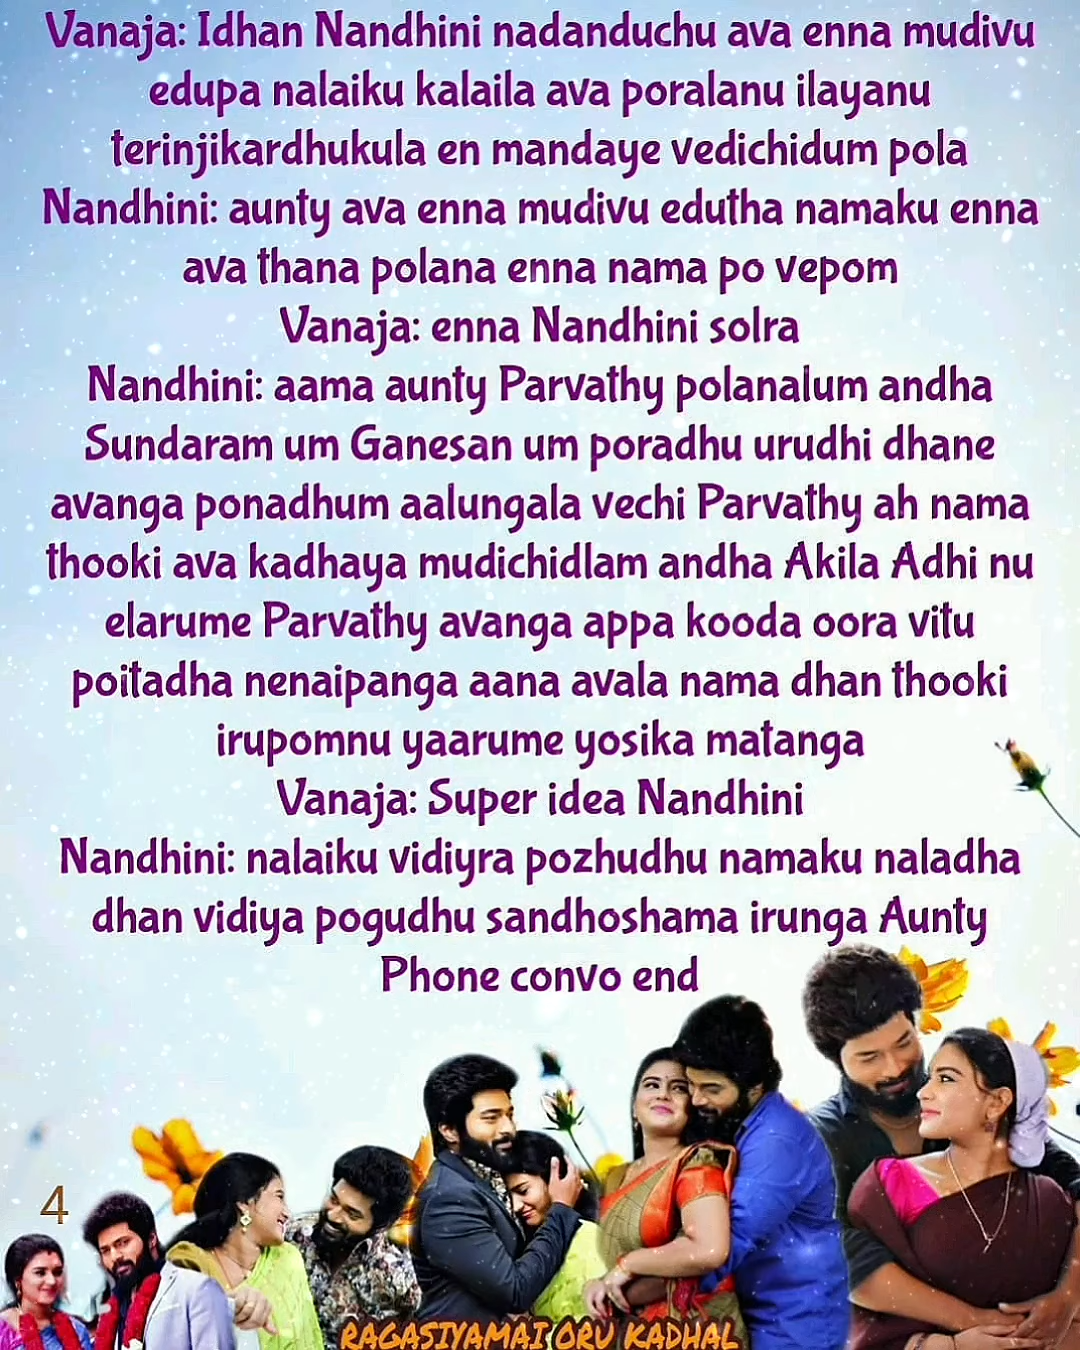 Vanaja: Idhan Nandhini nadanduchu ava enna mudivu
edupa nalaiku kalaila ava poralanu ilayanu
terinjikardhukula en mandaye vedichidum pola
Nandhini: aunty ava enna mudivu edutha namaku enna
ava thana polana enna nama po vepom
Vanaja: enna Nandhini solra
Nandhini: aama aunty Parvathy polanalum andha
Sundaram um Ganesan um poradhu urudhi dhane
avanga ponadhum aalungala vechi Parvathy ah nama
thooki ava kadhaya mudichidlam andha Akila Adhi nu
elarume Parvathy avanga appa kooda oora vitu
poitadha nenaipanga aana avala nama dhan thooki
irupomnu yaarume yosika matanga
Vanaja: Super idea Nandhini
Nandhini: nalaiku vidiyra pozhudhu namaku naladha
dhan vidiya pogudhu sandhoshama irunga Aunty
Phone convo end
4
RAGASIYAMAI ORU KADHAL